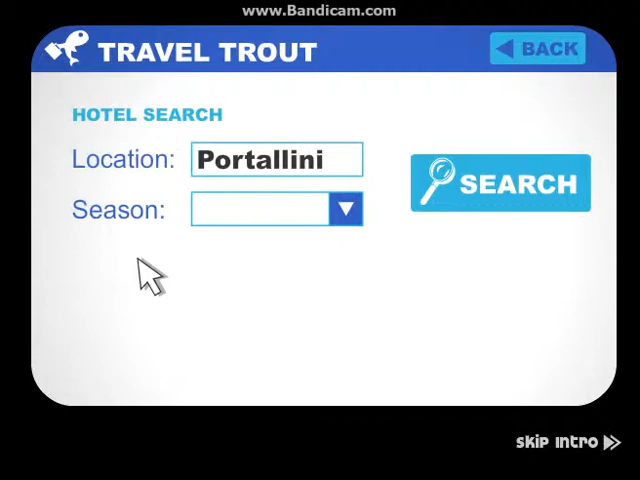 www.Bandicam.com
TRAVEL TROUT
BACK
HOTEL SEARCH
Location: Portallini
SEARCH
Season:
skip intro